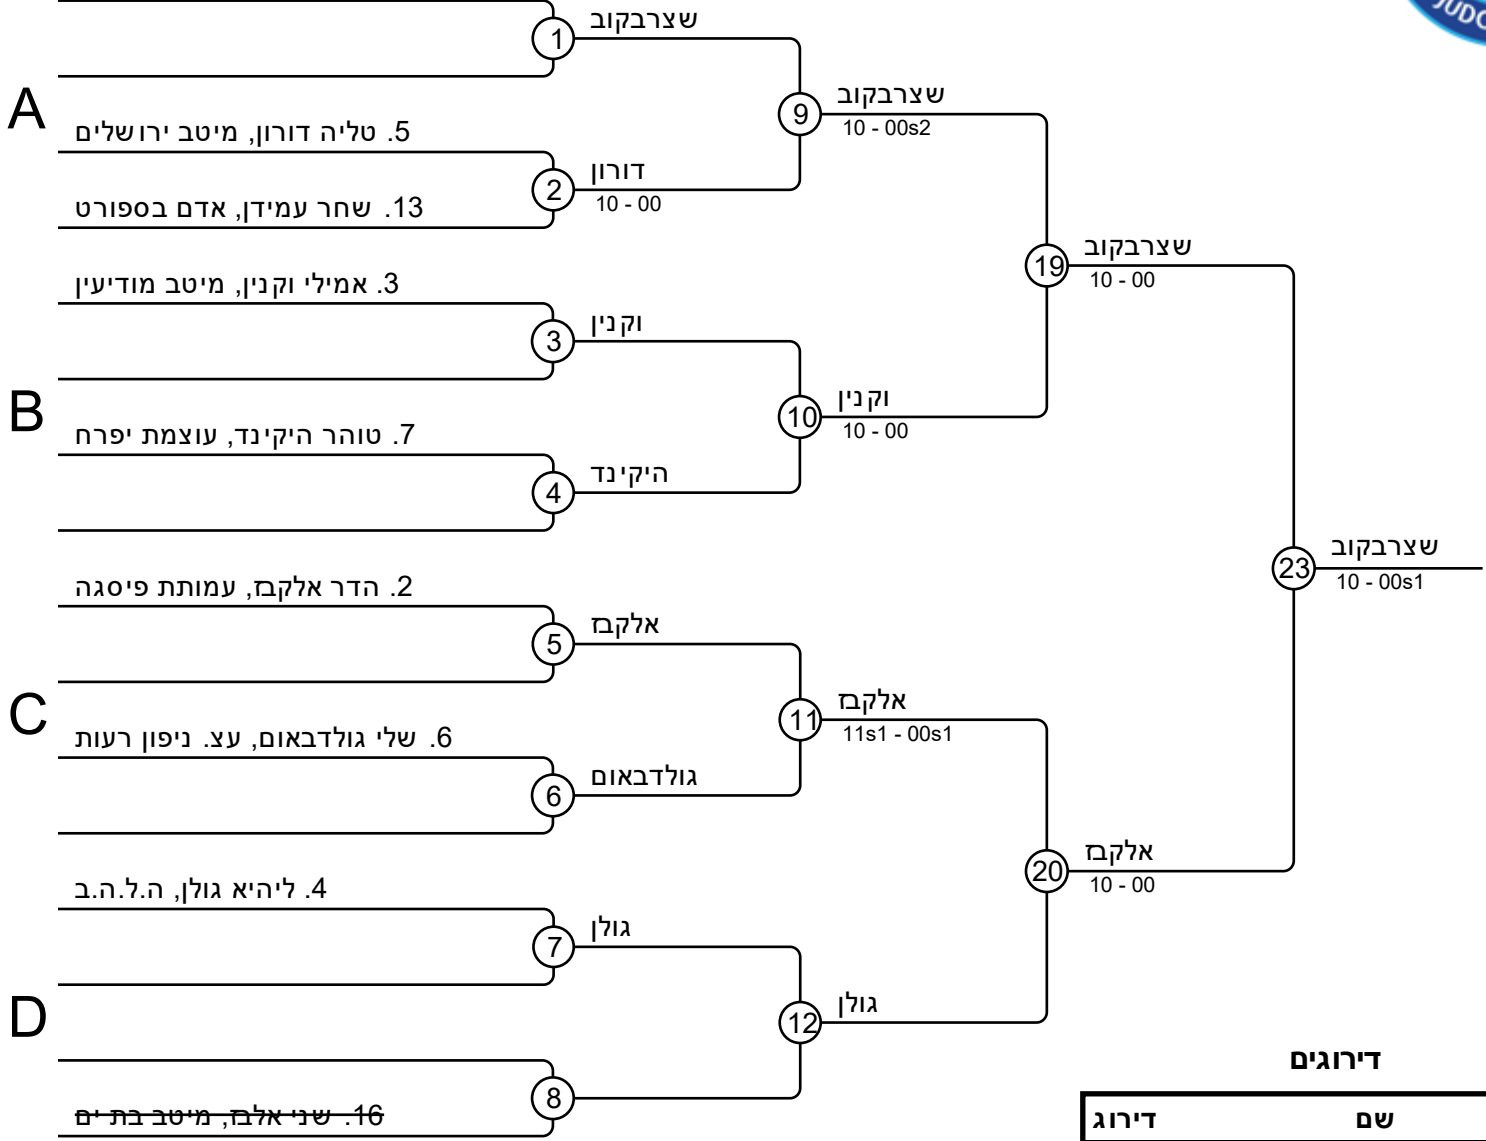 JUDO
1
שצרבקוב
A
9
שצרבקוב
10 - 00s2
5. טליה דורון, מיטב ירושלים
2
דורון
10 - 00
13. שחר עמידן, אדם בספורט
19
שצרבקוב
10 - 00
3. אמילי וקנין, מיטב מודיעין
3
וקנין
B
10
וקנין
10 - 00
7. טוהר היקינד, עוצמת יפרח
4
היקינד
23
שצרבקוב
10 - 00s1
2. הדר אלקבז, עמותת פיסגה
5
אלקבז
C
11
אלקבז
11s1 - 00s1
6. שלי גולדבאום, עצ. ניפון רעות
6
גולדבאום
20
אלקבז
10 - 00
4. ליהיא גולן, ה.ל.ה.ב
7
גולן
D
12
גולן
8
16. שני אלבז, מיטב בת ים
דירוגים
שם דירוג